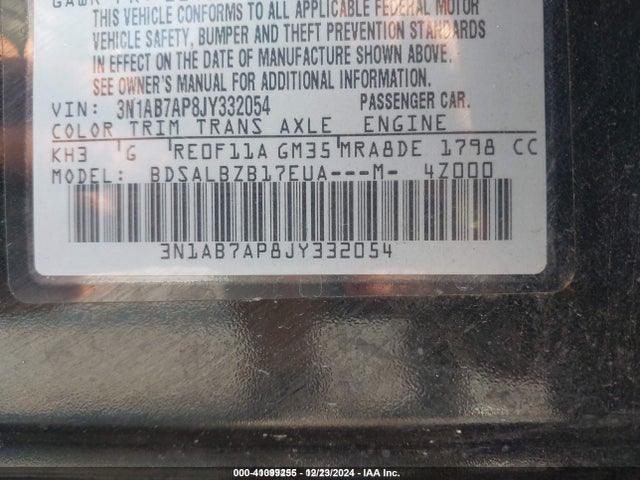 THIS VEHICLE CONFORMS TO ALL APPLICABLE FEDERAL MOTOR
VEHICLE SAFETY, BUMPER AND THEFT PREVENTION STANDARDS
IN EFFECT ON THE DATE OF MANUFACTURE SHOWN ABOVE.
SEE OWNER'S MANUAL FOR ADDITIONAL INFORMATION.
VIN: 3N1AB7AP8JY332054 PASSENGER CAR.
COLOR TRIM TRANS AXLE ENGINE
KH3 G RE0F11A GM35 MRA8DE 1798 CC
MODEL: BDSALBZB17EUA---M- 4Z000
3N1AB7AP8JY332054
12/23/2024 - IAA Inc.